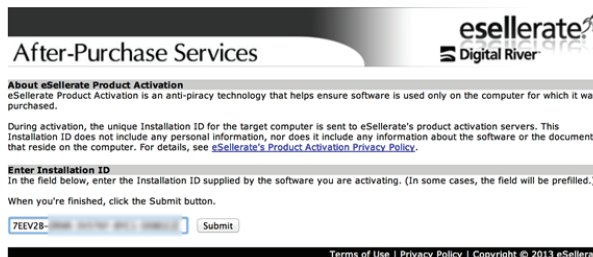 esellerate
After-Purchase Services
Digital River
About eSellerate Product Activation
eSellerate Product Activation is an anti-piracy technology that helps ensure software is used only on the computer for which it wa
purchased.
During activation, the unique Installation ID for the target computer is sent to eSellerate's product activation servers. This
Installation ID does not include any personal information, nor does it include any information about the software or the document
that reside on the computer. For details, see eSellerate's Product Activation Privacy Policy.
Enter Installation ID
In the field below, enter the Installation ID supplied by the software you are activating. (In some cases, the field will be prefilled.)
When you're finished, click the Submit button.
7EEV2B- Submit
Terms of Use | Privacy Policy | Copyright © 2013 eSellera